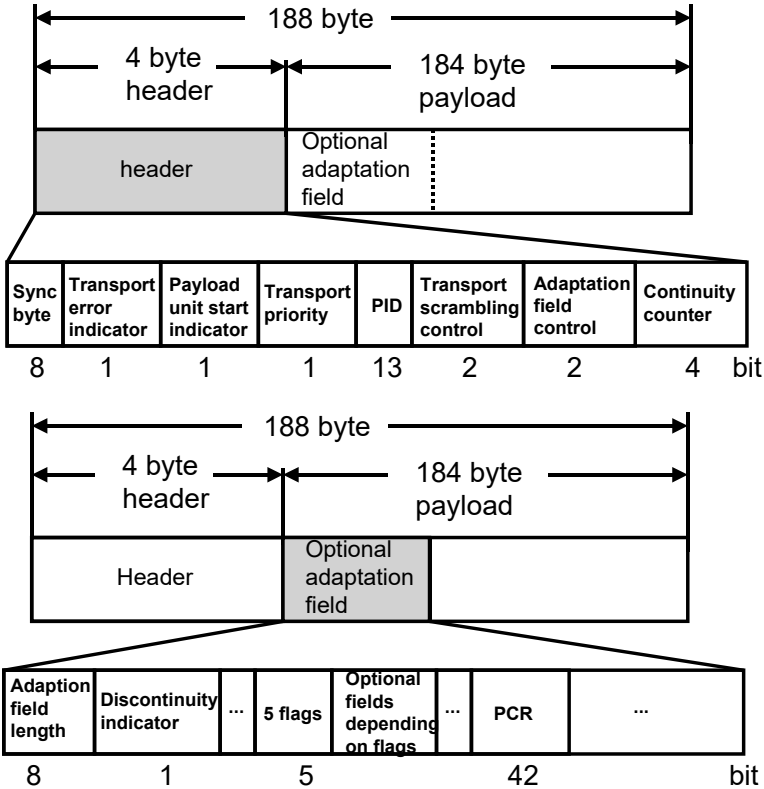 188 byte
4 byte
header
184 byte
payload
header
Optional
adaptation
field
Sync
byte
Transport
error
indicator
Payload
unit start
indicator
Transport
priority
PID
Transport
scrambling
control
Adaptation
field
control
Continuity
counter
8 1 1 1 13 2 2 4 bit
188 byte
4 byte
header
184 byte
payload
Header
Optional
adaptation
field
Adaption
field
length
Discontinuity
indicator
...
5 flags
Optional
fields
depending
on flags
...
PCR
...
8 1 5 42 bit